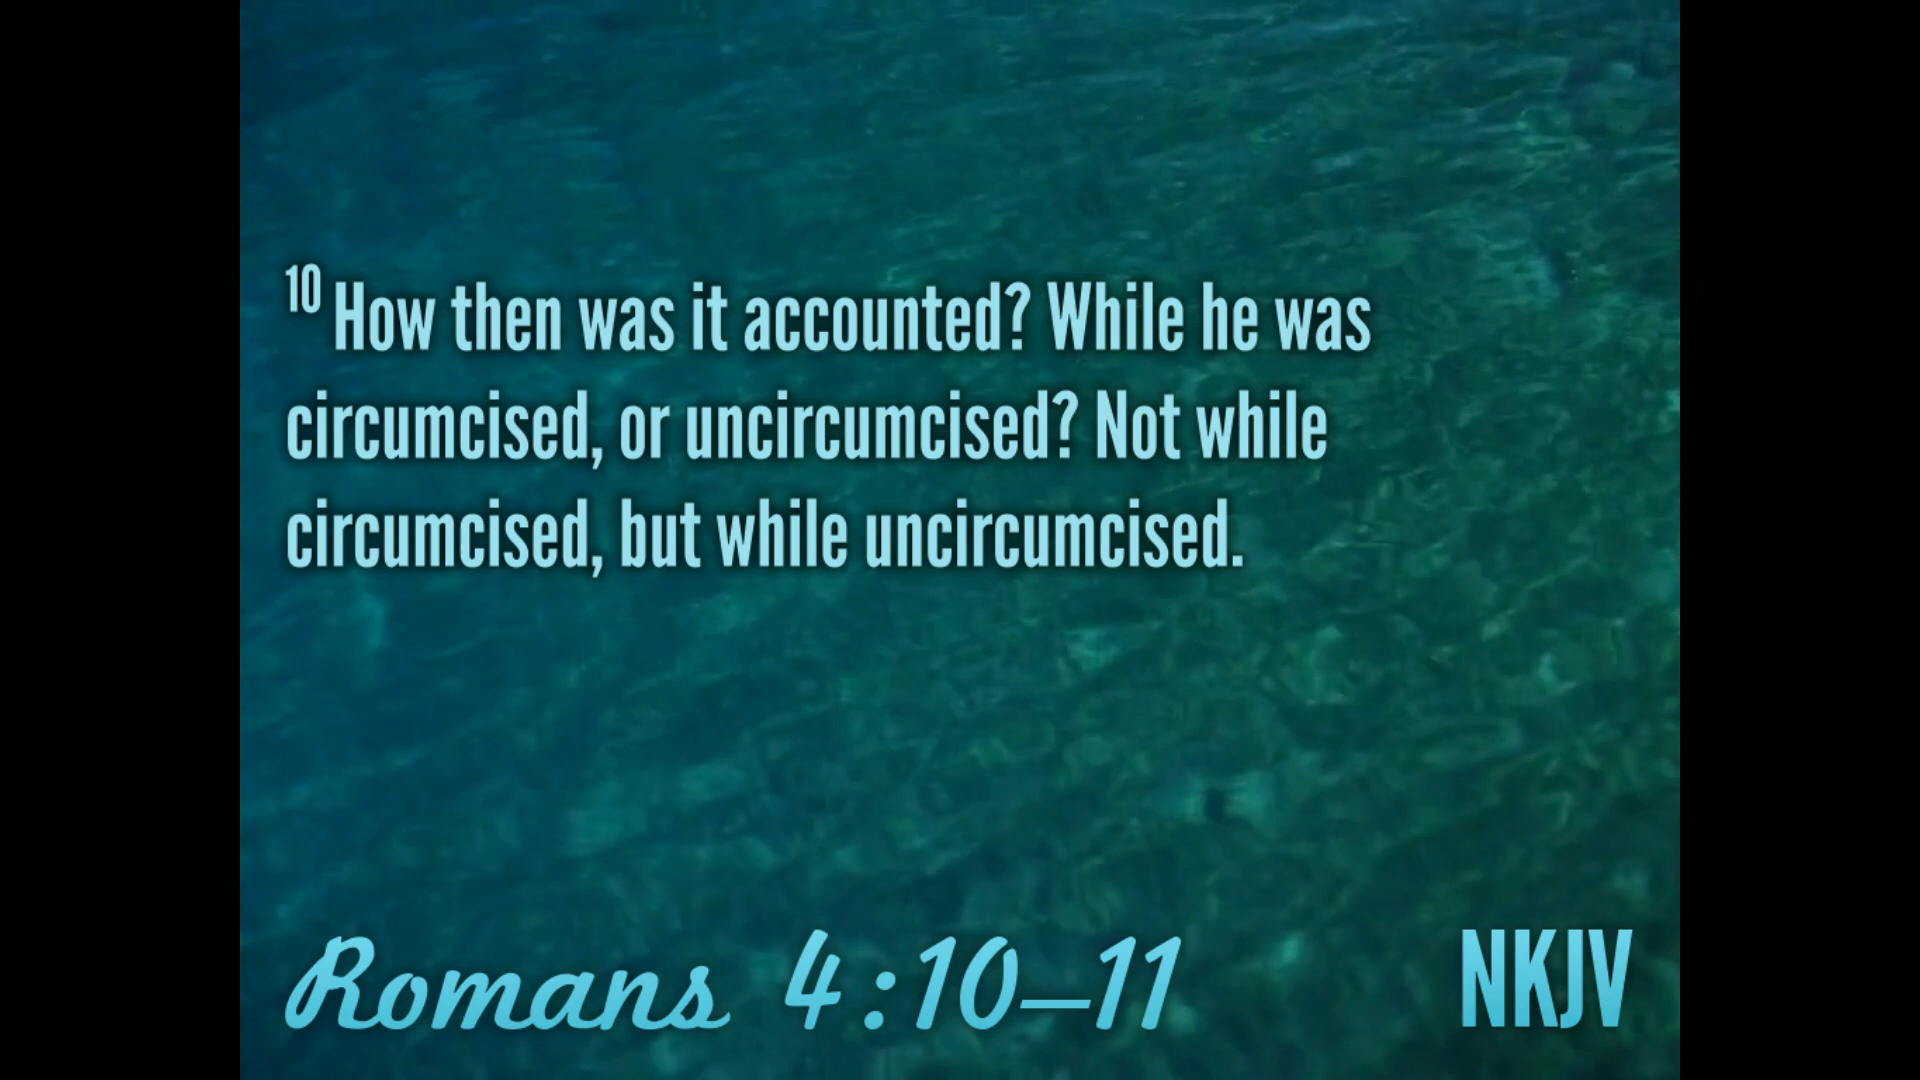 10 How then was it accounted? While he was
circumcised, or uncircumcised? Not while
circumcised, but while uncircumcised.
Romans 4:10–11
NKJV